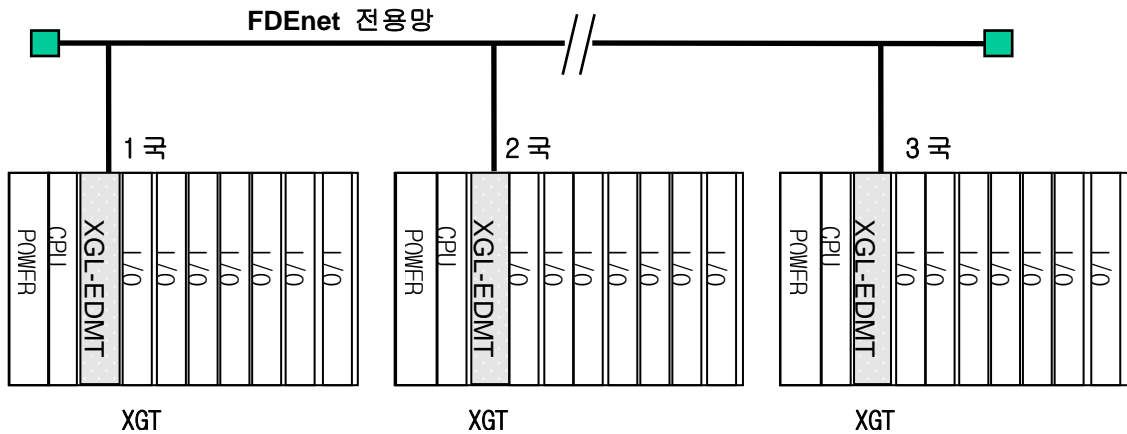 FDEnet 전용망
1국
2국
3국
POWER CPU XGL-EDMT I/O I/O I/O I/O I/O I/O I/O
POWER CPU XGL-EDMT I/O I/O I/O I/O I/O I/O I/O
POWER CPU XGL-EDMT I/O I/O I/O I/O I/O I/O I/O
XGT
XGT
XGT